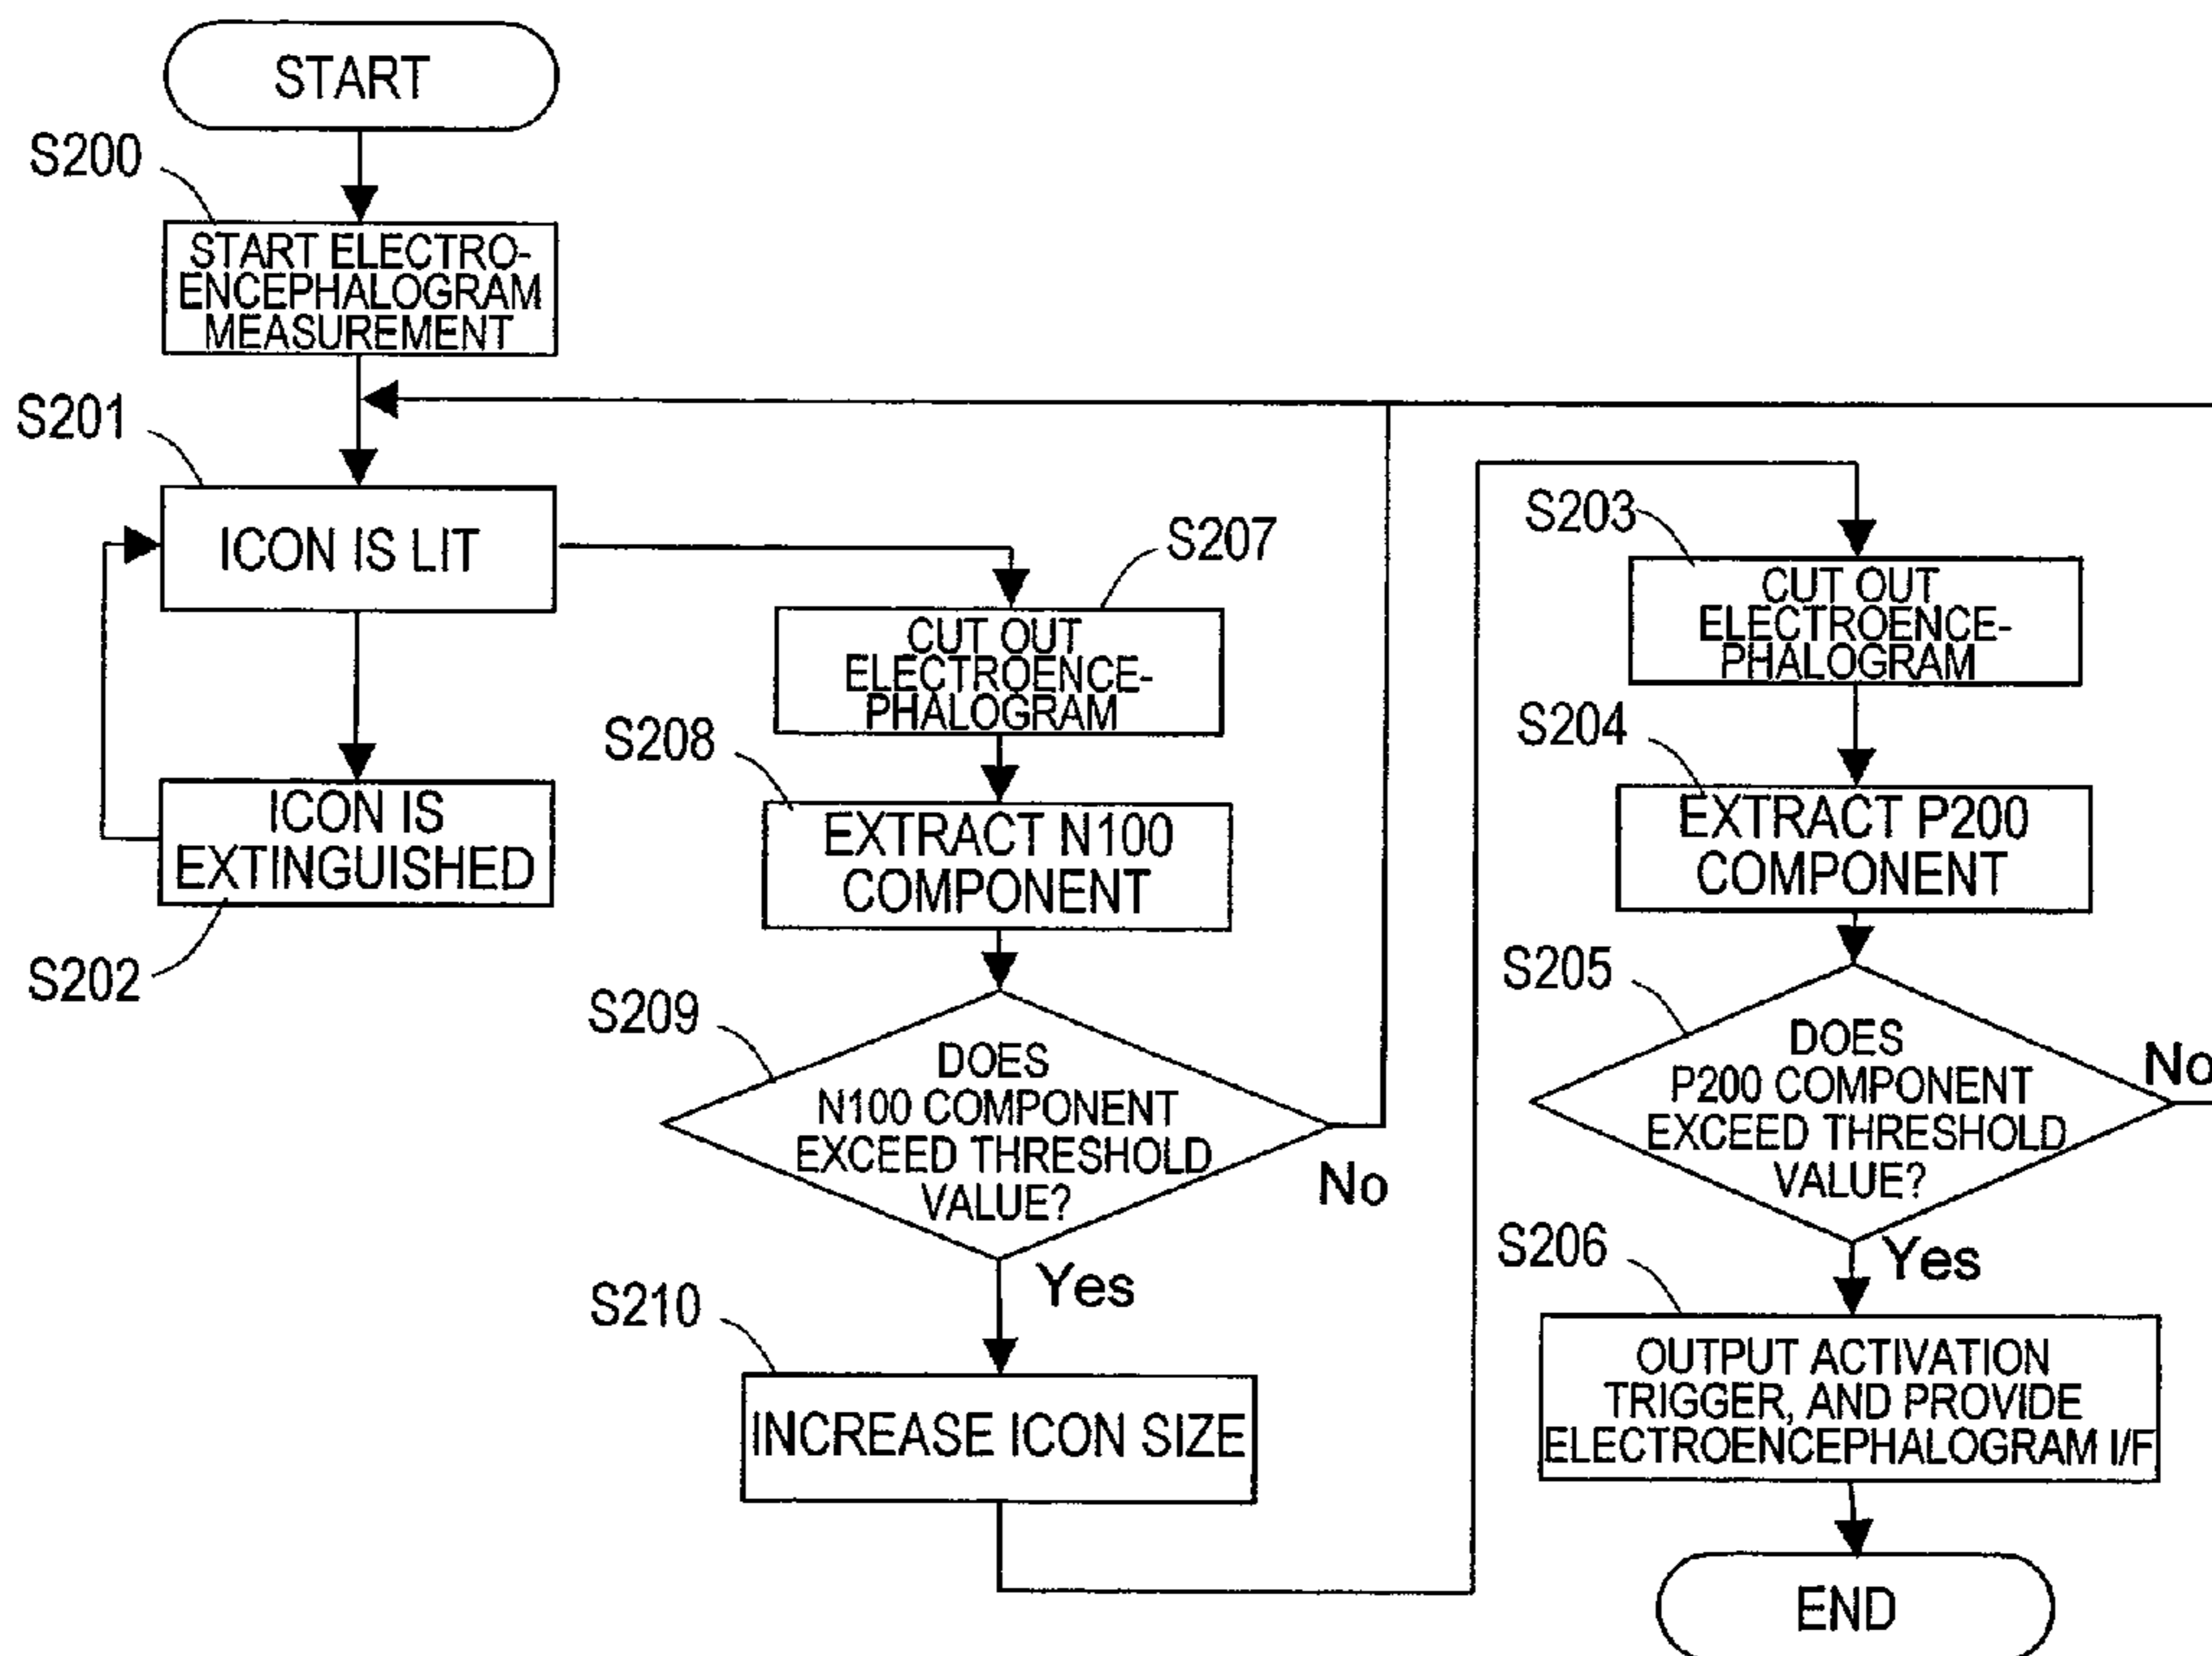 START
S200
START ELECTRO-
ENCEPHALOGRAM
MEASUREMENT
S201
ICON IS LIT
ICON IS
EXTINGUISHED
S202
S207
CUT OUT
ELECTROENCE-
PHALOGRAM
S208
EXTRACT N100
COMPONENT
S209
DOES
N100 COMPONENT
EXCEED THRESHOLD
VALUE?
No
Yes
S210
INCREASE ICON SIZE
S203
CUT OUT
ELECTROENCE-
PHALOGRAM
S204
EXTRACT P200
COMPONENT
S205
DOES
P200 COMPONENT
EXCEED THRESHOLD
VALUE?
No
Yes
S206
OUTPUT ACTIVATION
TRIGGER, AND PROVIDE
ELECTROENCEPHALOGRAM I/F
END